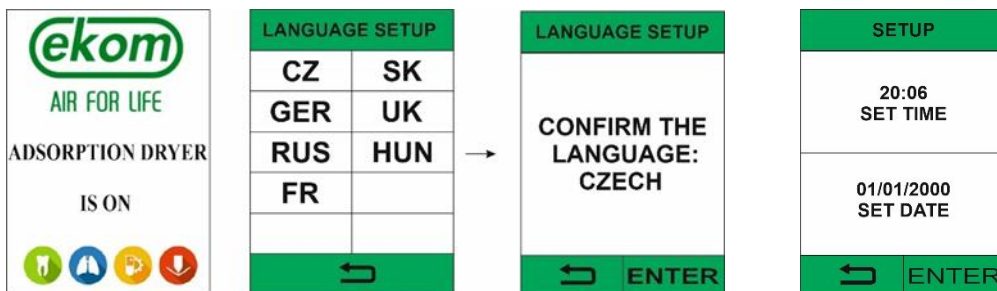 ekom
AIR FOR LIFE
ADSORPTION DRYER
IS ON
LANGUAGE SETUP
CZ SK
GER UK
RUS HUN
FR
LANGUAGE SETUP
CONFIRM THE
LANGUAGE:
CZECH
ENTER
SETUP
20:06
SET TIME
01/01/2000
SET DATE
ENTER